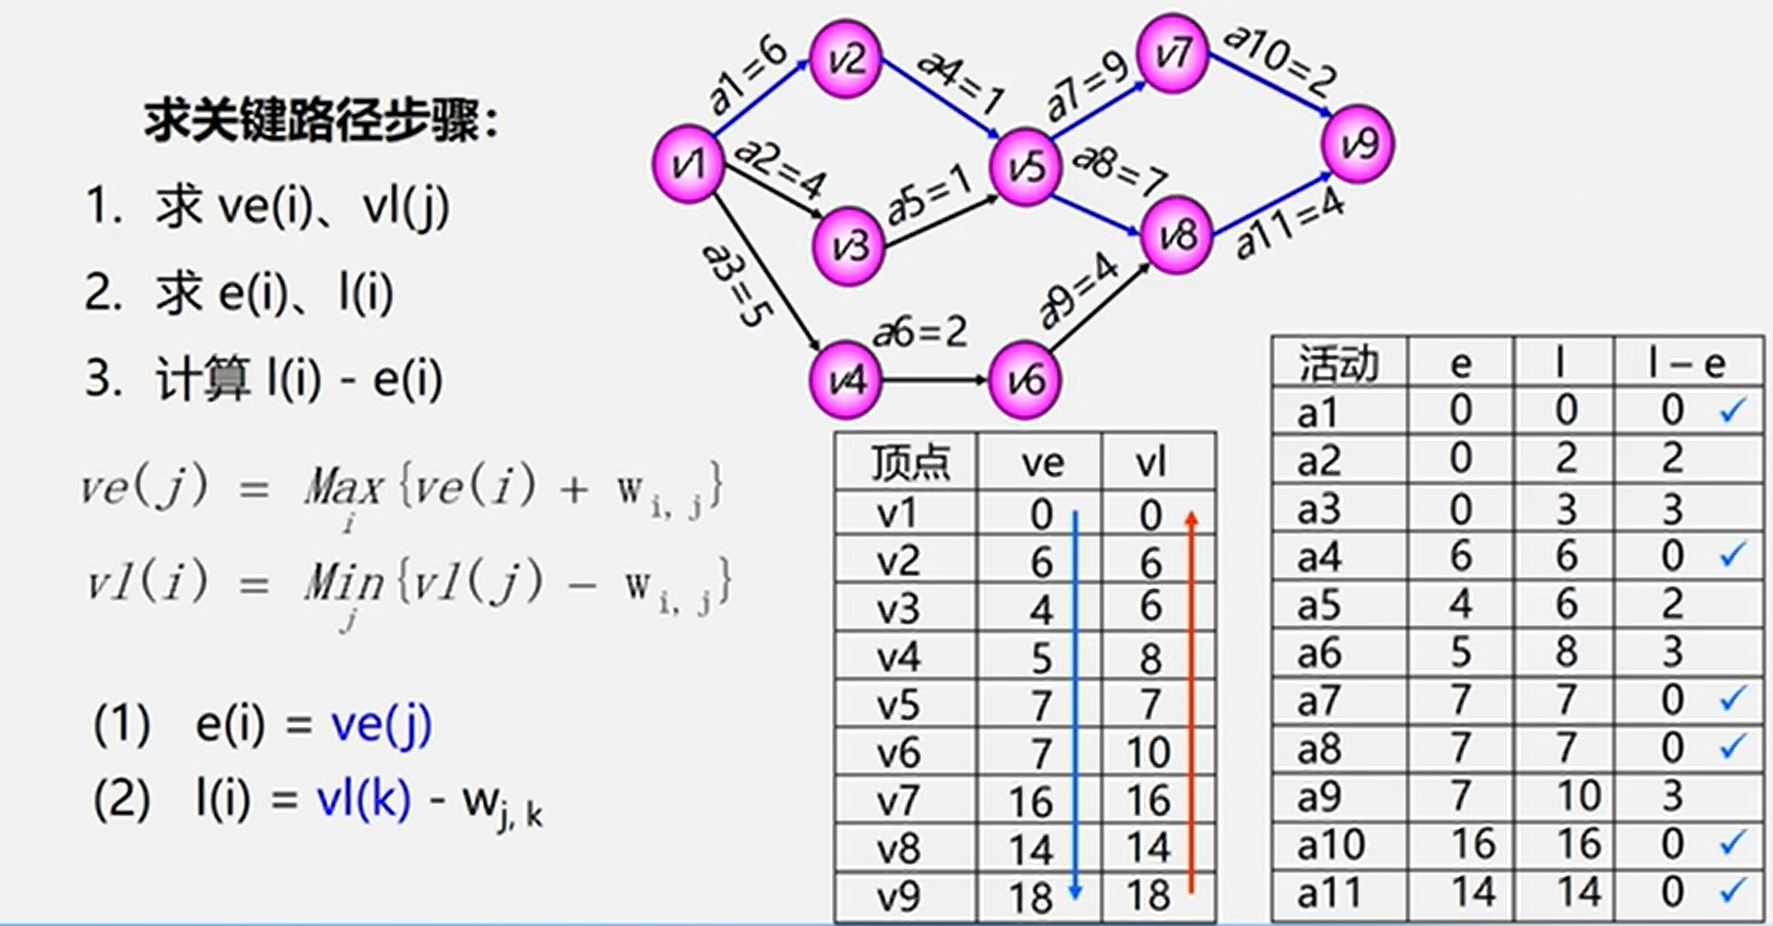 求关键路径步骤：
1. 求 ve(i)、vl(j)
2. 求 e(i)、l(i)
3. 计算 l(i) - e(i)
ve(j) = Max{ve(i) + w i, j}
i
vl(i) = Min{vl(j) − w i, j}
j
(1) e(i) = ve(j)
(2) l(i) = vl(k) - wj, k
v1
v2
v3
v4
v5
v6
v7
v8
v9
a1=6
a2=4
a3=5
a4=1
a5=1
a6=2
a7=9
a8=7
a9=4
a10=2
a11=4
顶点 ve vl
v1 0 0
v2 6 6
v3 4 6
v4 5 8
v5 7 7
v6 7 10
v7 16 16
v8 14 14
v9 18 18
活动 e l l – e
a1 0 0 0 ✓
a2 0 2 2
a3 0 3 3
a4 6 6 0 ✓
a5 4 6 2
a6 5 8 3
a7 7 7 0 ✓
a8 7 7 0 ✓
a9 7 10 3
a10 16 16 0 ✓
a11 14 14 0 ✓